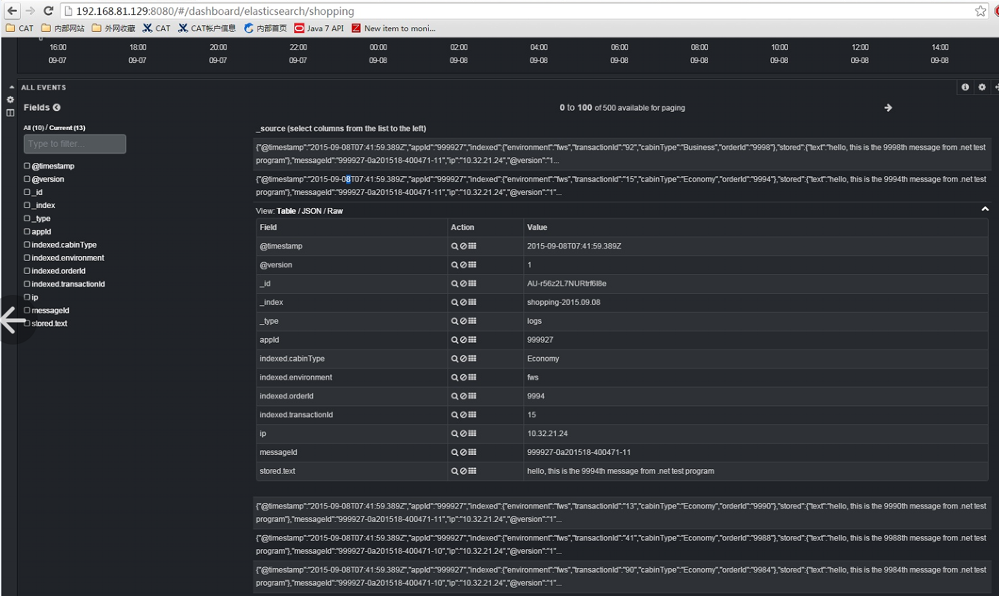 192.168.81.129:8080/#/dashboard/elasticsearch/shopping
CAT 内部网站 外网收藏 CAT CAT帐户信息 内部首页 Java 7 API New item to moni...
0
16:00 18:00 20:00 22:00 00:00 02:00 04:00 06:00 08:00 10:00 12:00 14:00
09-07 09-07 09-07 09-07 09-08 09-08 09-08 09-08 09-08 09-08 09-08 09-08
ALL EVENTS
Fields
0 to 100 of 500 available for paging
All (10) / Current (13)
Type to filter...
@timestamp
@version
_id
_index
_type
appId
indexed.cabinType
indexed.environment
indexed.orderId
indexed.transactionId
ip
messageId
stored.text
_source (select columns from the list to the left)
{"@timestamp":"2015-09-08T07:41:59.389Z","appId":"999927","indexed":{"environment":"fws","transactionId":"92","cabinType":"Business","orderId":"9998"},"stored":{"text":"hello, this is the 9998th message from .net test
program"},"messageId":"999927-0a201518-400471-11","ip":"10.32.21.24","@version":"1...
{"@timestamp":"2015-09-08T07:41:59.389Z","appId":"999927","indexed":{"environment":"fws","transactionId":"15","cabinType":"Economy","orderId":"9994"},"stored":{"text":"hello, this is the 9994th message from .net test
program"},"messageId":"999927-0a201518-400471-11","ip":"10.32.21.24","@version":"1"...
View: Table / JSON / Raw
Field Action Value
@timestamp 2015-09-08T07:41:59.389Z
@version 1
_id AU-r56z2L7NURtrf6I8e
_index shopping-2015.09.08
_type logs
appId 999927
indexed.cabinType Economy
indexed.environment fws
indexed.orderId 9994
indexed.transactionId 15
ip 10.32.21.24
messageId 999927-0a201518-400471-11
stored.text hello, this is the 9994th message from .net test program
{"@timestamp":"2015-09-08T07:41:59.389Z","appId":"999927","indexed":{"environment":"fws","transactionId":"13","cabinType":"Economy","orderId":"9990"},"stored":{"text":"hello, this is the 9990th message from .net test
program"},"messageId":"999927-0a201518-400471-11","ip":"10.32.21.24","@version":"1"...
{"@timestamp":"2015-09-08T07:41:59.389Z","appId":"999927","indexed":{"environment":"fws","transactionId":"41","cabinType":"Economy","orderId":"9988"},"stored":{"text":"hello, this is the 9988th message from .net test
program"},"messageId":"999927-0a201518-400471-10","ip":"10.32.21.24","@version":"1"...
{"@timestamp":"2015-09-08T07:41:59.389Z","appId":"999927","indexed":{"environment":"fws","transactionId":"90","cabinType":"Economy","orderId":"9984"},"stored":{"text":"hello, this is the 9984th message from .net test
program"},"messageId":"999927-0a201518-400471-10","ip":"10.32.21.24","@version":"1"...